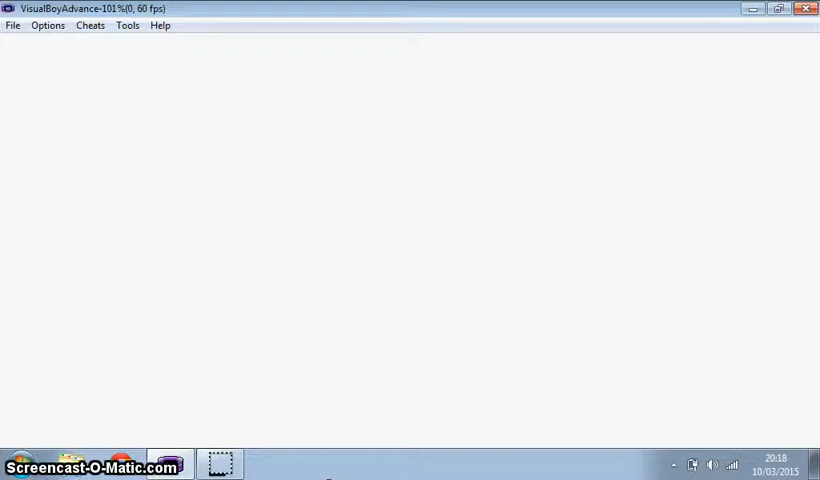 VisualBoyAdvance-101%(0, 60 fps)
File Options Cheats Tools Help
Screencast-O-Matic.com
20:18
10/03/2015